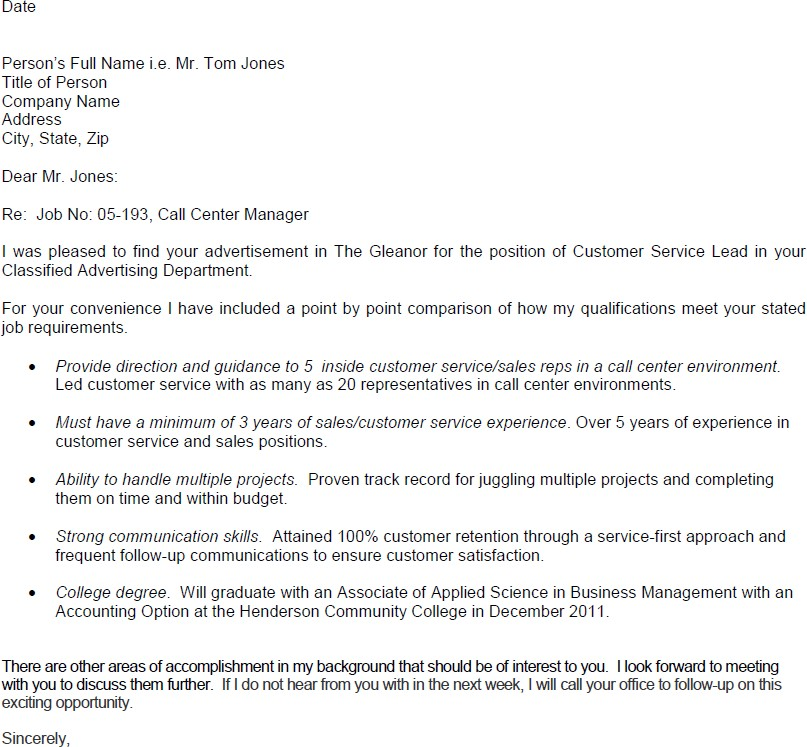 Date
Person's Full Name i.e. Mr. Tom Jones
Title of Person
Company Name
Address
City, State, Zip
Dear Mr. Jones:
Re:  Job No: 05-193, Call Center Manager
I was pleased to find your advertisement in The Gleanor for the position of Customer Service Lead in your
Classified Advertising Department.
For your convenience I have included a point by point comparison of how my qualifications meet your stated
job requirements.
• Provide direction and guidance to 5  inside customer service/sales reps in a call center environment.
Led customer service with as many as 20 representatives in call center environments.
• Must have a minimum of 3 years of sales/customer service experience. Over 5 years of experience in
customer service and sales positions.
• Ability to handle multiple projects.  Proven track record for juggling multiple projects and completing
them on time and within budget.
• Strong communication skills.  Attained 100% customer retention through a service-first approach and
frequent follow-up communications to ensure customer satisfaction.
• College degree.  Will graduate with an Associate of Applied Science in Business Management with an
Accounting Option at the Henderson Community College in December 2011.
There are other areas of accomplishment in my background that should be of interest to you.  I look forward to meeting
with you to discuss them further.  If I do not hear from you with in the next week, I will call your office to follow-up on this
exciting opportunity.
Sincerely,